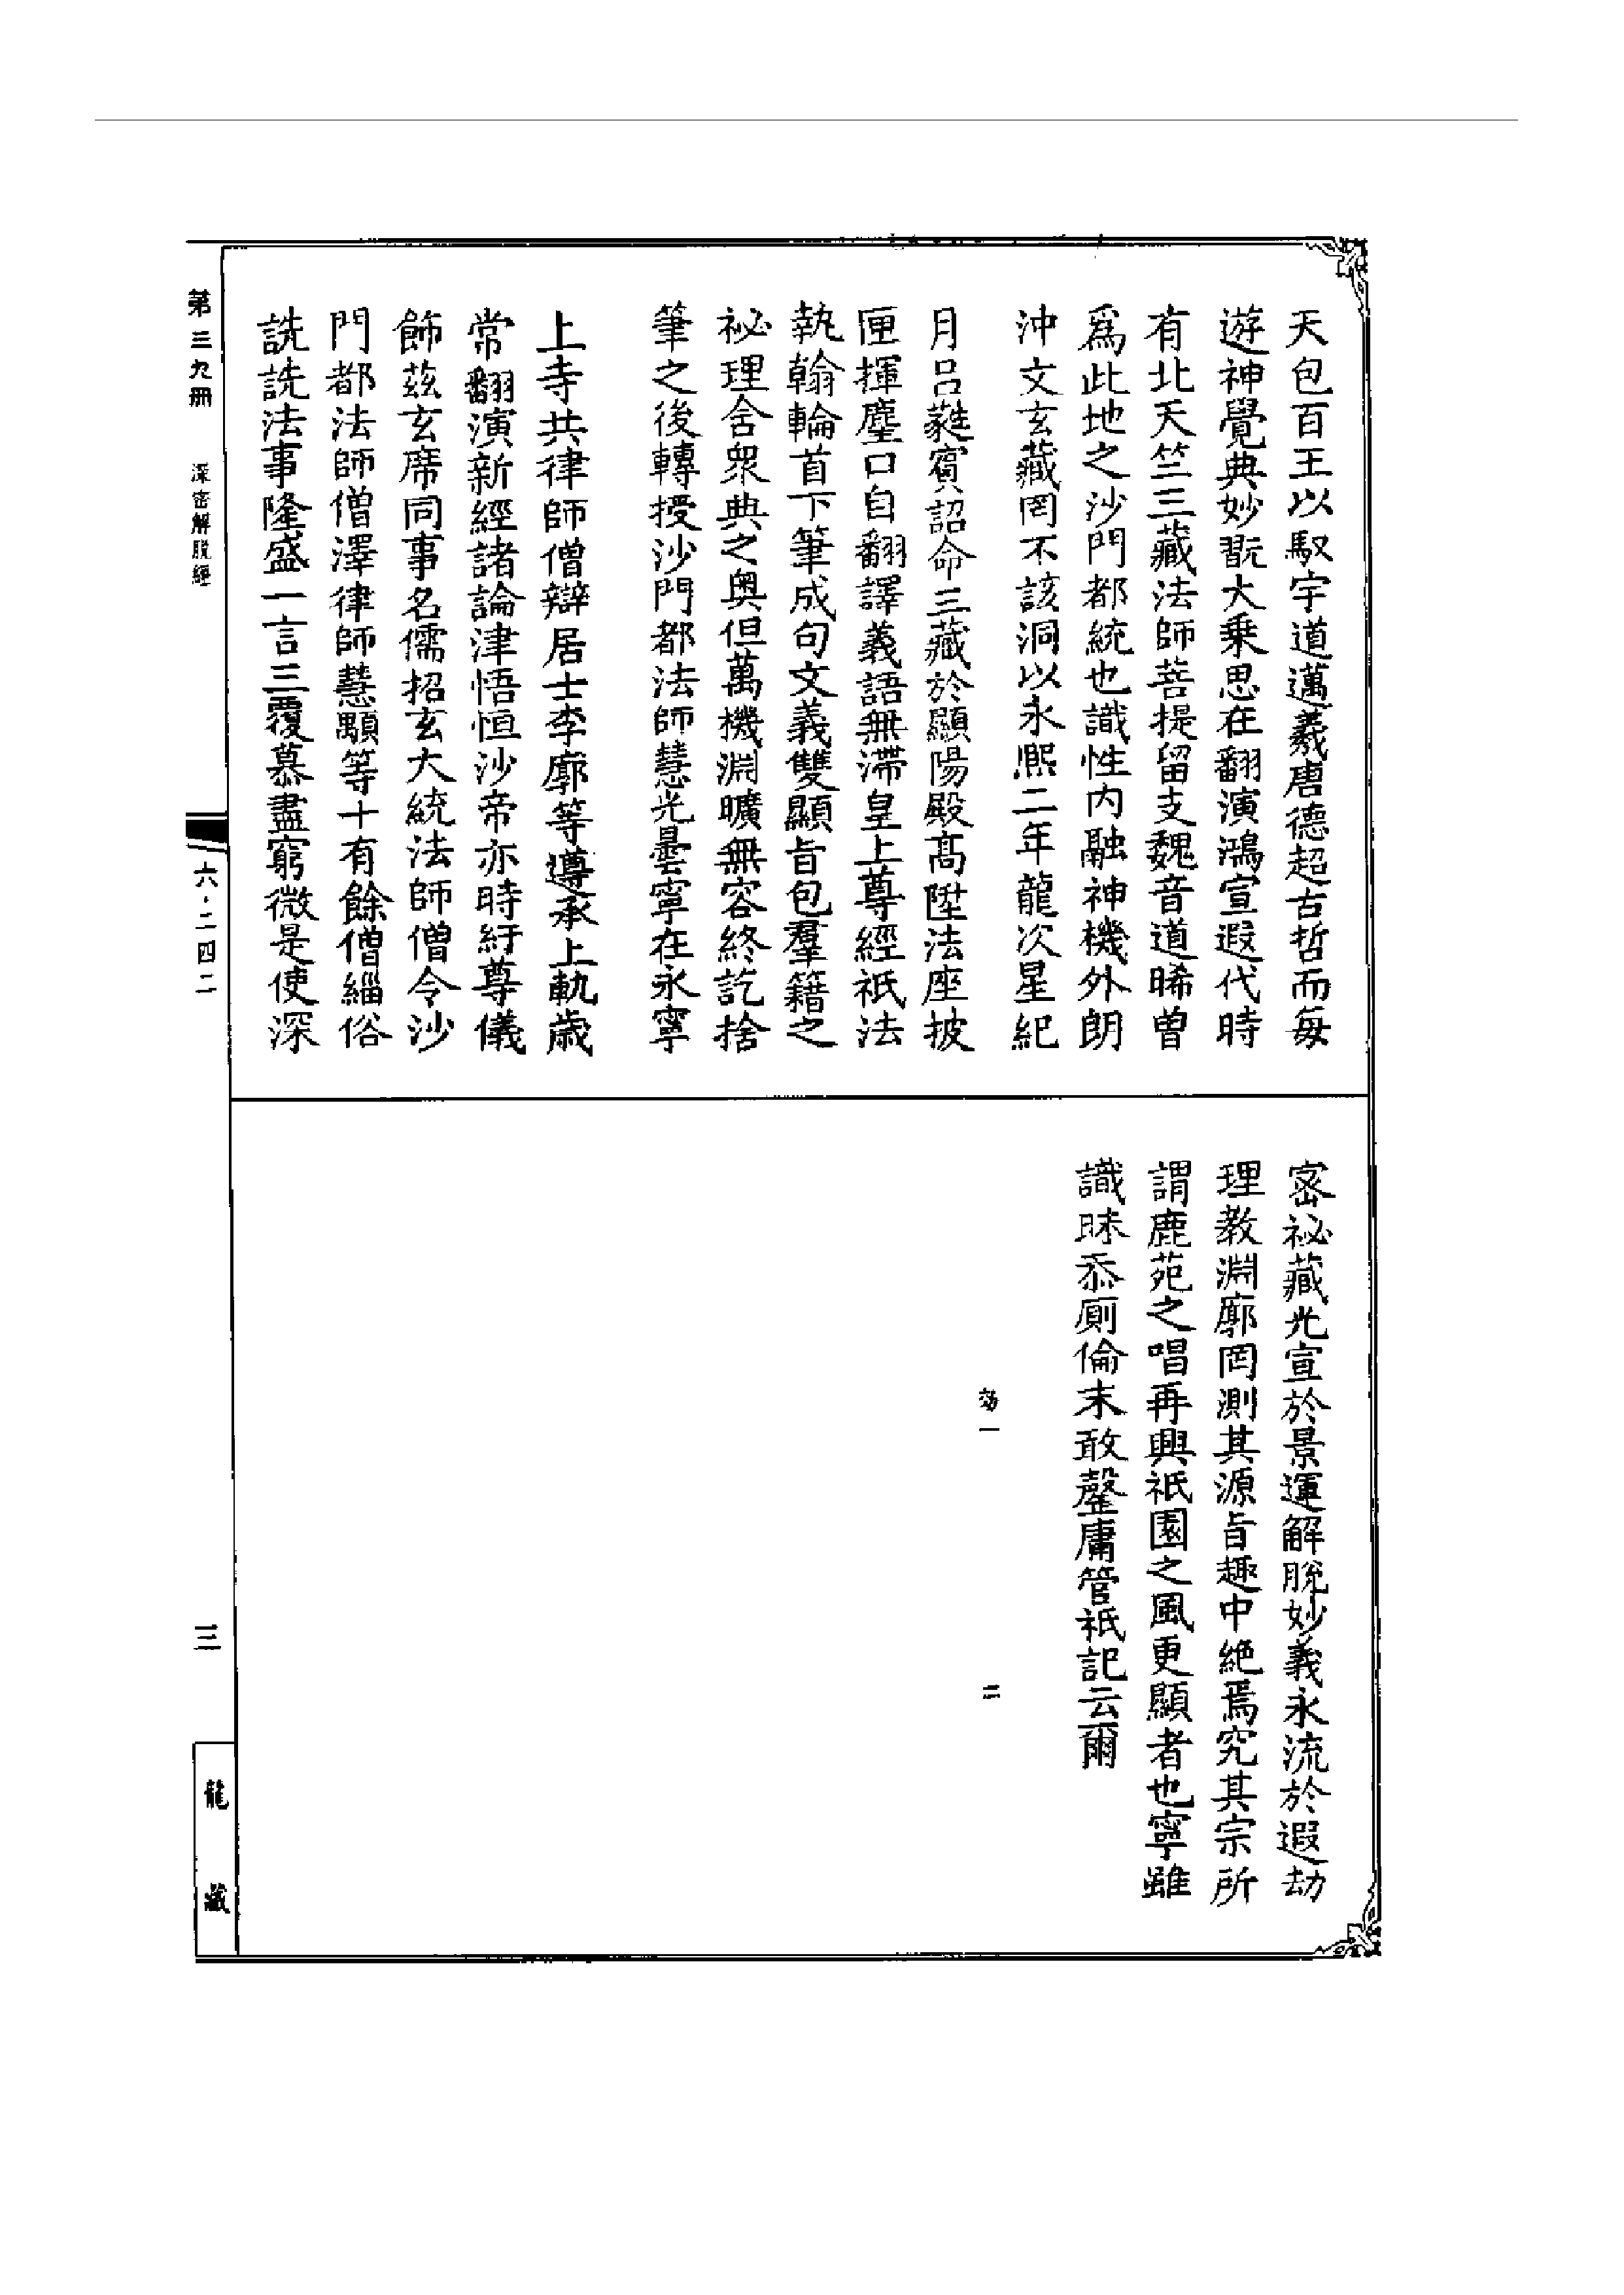 天包百王以馭宇道邁羲唐德超古哲而每
遊神覺典妙翫大乗思在翻演鴻宣遐代時
有北天竺三藏法師菩提留支魏音道晞曽
爲此地之沙門都統也識性内融神機外朗
沖文玄藏罔不該洞以永熙二年龍次星紀
月吕蕤賓詔命三藏於顯陽殿髙陞法座披
匣揮麈口自翻譯義語無滯皇上尊經祇法
執翰輪首下筆成句文義雙顯旨包羣籍之
祕理舍衆典之奥但萬機淵曠無容終訖捨
筆之後轉授沙門都法師慧光曇寧在永寧
上寺共律師僧辯居士李廓等遵承上軌歳
常翻演新經諸論津悟恒沙帝亦時紆尊儀
飾茲玄席同事名儒招玄大統法師僧令沙
門都法師僧澤律師慧顒等十有餘僧緇俗
詵詵法事隆盛一言三覆慕盡窮微是使深
密祕藏光宣於景運解脫妙義永流於遐劫
理教淵廓罔測其源旨趣中絶焉究其宗所
謂鹿苑之唱再興祇園之風更顯者也寧雖
識昧忝厠倫末敢罄庸管祇記云爾
二
第三九冊 深密解脫經
六·二四二
三
龍藏